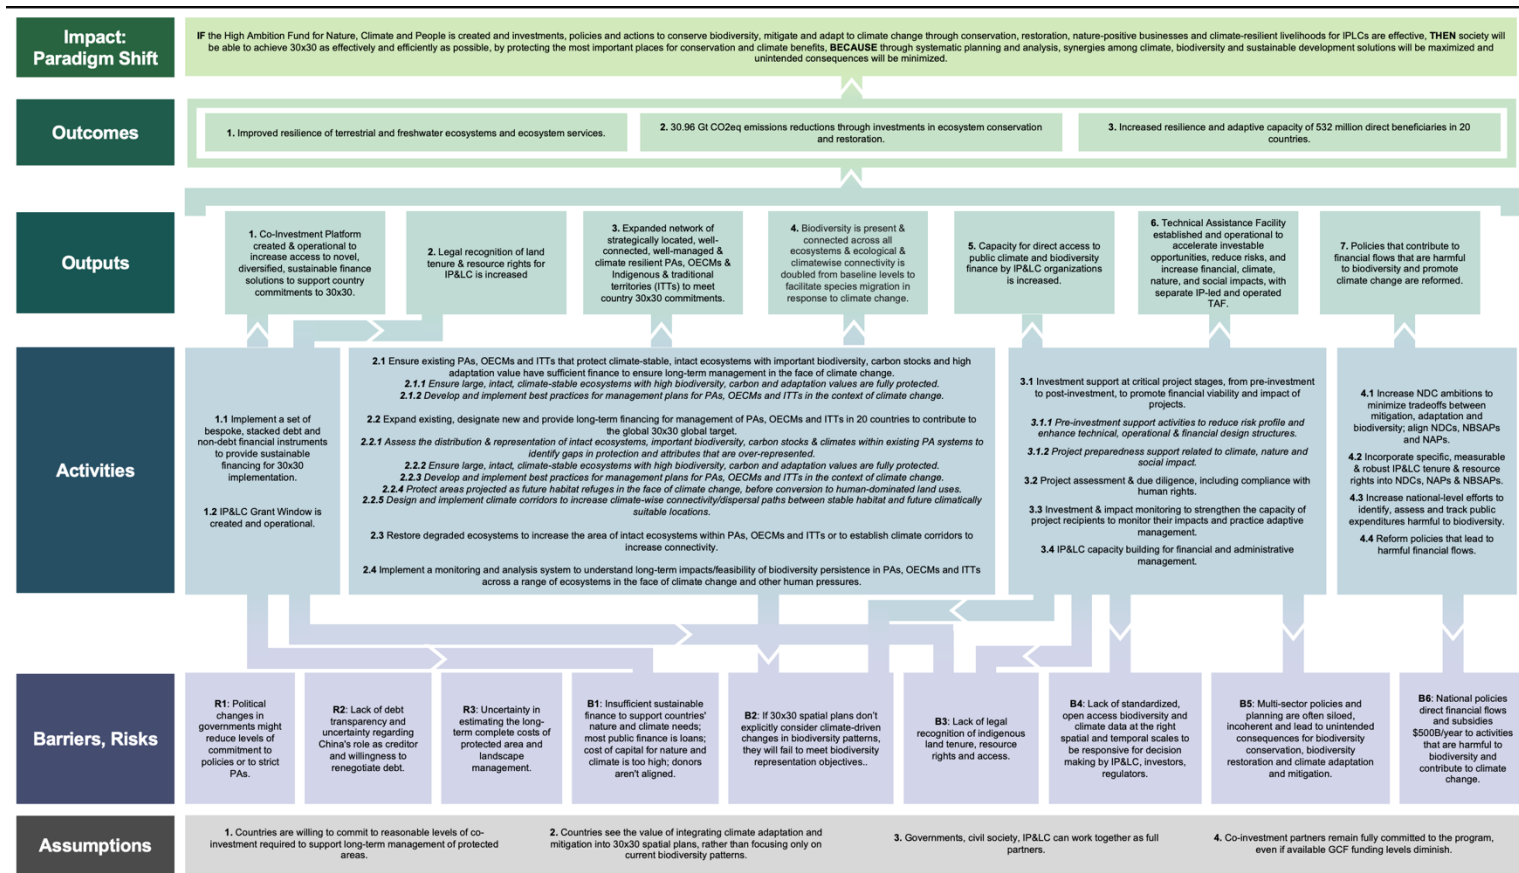 Impact:
Paradigm Shift
IF the High Ambition Fund for Nature, Climate and People is created and investments, policies and actions to conserve biodiversity, mitigate and adapt to climate change through conservation, restoration, nature-positive businesses and climate-resilient livelihoods for IPLCs are effective, THEN society will
be able to achieve 30x30 as effectively and efficiently as possible, by protecting the most important places for conservation and climate benefits, BECAUSE through systematic planning and analysis, synergies among climate, biodiversity and sustainable development solutions will be maximized and
unintended consequences will be minimized.
Outcomes
1. Improved resilience of terrestrial and freshwater ecosystems and ecosystem services.
2. 30.96 Gt CO2eq emissions reductions through investments in ecosystem conservation
and restoration.
3. Increased resilience and adaptive capacity of 532 million direct beneficiaries in 20
countries.
Outputs
1. Co-Investment Platform
created & operational to
increase access to novel,
diversified, sustainable finance
solutions to support country
commitments to 30x30.
2. Legal recognition of land
tenure & resource rights for
IP&LC is increased
3. Expanded network of
strategically located, well-
connected, well-managed &
climate resilient PAs, OECMs &
Indigenous & traditional
territories (ITTs) to meet
country 30x30 commitments.
4. Biodiversity is present &
connected across all
ecosystems & ecological &
climatewise connectivity is
doubled from baseline levels to
facilitate species migration in
response to climate change.
5. Capacity for direct access to
public climate and biodiversity
finance by IP&LC organizations
is increased.
6. Technical Assistance Facility
established and operational to
accelerate investable
opportunities, reduce risks, and
increase financial, climate,
nature, and social impacts, with
separate IP-led and operated
TAF.
7. Policies that contribute to
financial flows that are harmful
to biodiversity and promote
climate change are reformed.
Activities
1.1 Implement a set of
bespoke, stacked debt and
non-debt financial instruments
to provide sustainable
financing for 30x30
implementation.
1.2 IP&LC Grant Window is
created and operational.
2.1 Ensure existing PAs, OECMs and ITTs that protect climate-stable, intact ecosystems with important biodiversity, carbon stocks and high
adaptation value have sufficient finance to ensure long-term management in the face of climate change.
2.1.1 Ensure large, intact, climate-stable ecosystems with high biodiversity, carbon and adaptation values are fully protected.
2.1.2 Develop and implement best practices for management plans for PAs, OECMs and ITTs in the context of climate change.
2.2 Expand existing, designate new and provide long-term financing for management of PAs, OECMs and ITTs in 20 countries to contribute to
the global 30x30 global target.
2.2.1 Assess the distribution & representation of intact ecosystems, important biodiversity, carbon stocks & climates within existing PA systems to
identify gaps in protection and attributes that are over-represented.
2.2.2 Ensure large, intact, climate-stable ecosystems with high biodiversity, carbon and adaptation values are fully protected.
2.2.3 Develop and implement best practices for management plans for PAs, OECMs and ITTs in the context of climate change.
2.2.4 Protect areas projected as future habitat refuges in the face of climate change, before conversion to human-dominated land uses.
2.2.5 Design and implement climate corridors to increase climate-wise connectivity/dispersal paths between stable habitat and future climatically
suitable locations.
2.3 Restore degraded ecosystems to increase the area of intact ecosystems within PAs, OECMs and ITTs or to establish climate corridors to
increase connectivity.
2.4 Implement a monitoring and analysis system to understand long-term impacts/feasibility of biodiversity persistence in PAs, OECMs and ITTs
across a range of ecosystems in the face of climate change and other human pressures.
3.1 Investment support at critical project stages, from pre-investment
to post-investment, to promote financial viability and impact of
projects.
3.1.1 Pre-investment support activities to reduce risk profile and
enhance technical, operational & financial design structures.
3.1.2 Project preparedness support related to climate, nature and
social impact.
3.2 Project assessment & due diligence, including compliance with
human rights.
3.3 Investment & impact monitoring to strengthen the capacity of
project recipients to monitor their impacts and practice adaptive
management.
3.4 IP&LC capacity building for financial and administrative
management.
4.1 Increase NDC ambitions to
minimize tradeoffs between
mitigation, adaptation and
biodiversity; align NDCs, NBSAPs
and NAPs.
4.2 Incorporate specific, measurable
& robust IP&LC tenure & resource
rights into NDCs, NAPs & NBSAPs.
4.3 Increase national-level efforts to
identify, assess and track public
expenditures harmful to biodiversity.
4.4 Reform policies that lead to
harmful financial flows.
Barriers, Risks
R1: Political
changes in
governments might
reduce levels of
commitment to
policies or to strict
PAs.
R2: Lack of debt
transparency and
uncertainty regarding
China's role as creditor
and willingness to
renegotiate debt.
R3: Uncertainty in
estimating the long-
term complete costs of
protected area and
landscape
management.
B1: Insufficient sustainable
finance to support countries'
nature and climate needs;
most public finance is loans;
cost of capital for nature and
climate is too high; donors
aren't aligned.
B2: If 30x30 spatial plans don't
explicitly consider climate-driven
changes in biodiversity patterns,
they will fail to meet biodiversity
representation objectives..
B3: Lack of legal
recognition of indigenous
land tenure, resource
rights and access.
B4: Lack of standardized,
open access biodiversity and
climate data at the right
spatial and temporal scales to
be responsive for decision
making by IP&LC, investors,
regulators.
B5: Multi-sector policies and
planning are often siloed,
incoherent and lead to unintended
consequences for biodiversity
conservation, biodiversity
restoration and climate adaptation
and mitigation.
B6: National policies
direct financial flows
and subsidies
$500B/year to activities
that are harmful to
biodiversity and
contribute to climate
change.
Assumptions
1. Countries are willing to commit to reasonable levels of co-
investment required to support long-term management of protected
areas.
2. Countries see the value of integrating climate adaptation and
mitigation into 30x30 spatial plans, rather than focusing only on
current biodiversity patterns.
3. Governments, civil society, IP&LC can work together as full
partners.
4. Co-investment partners remain fully committed to the program,
even if available GCF funding levels diminish.